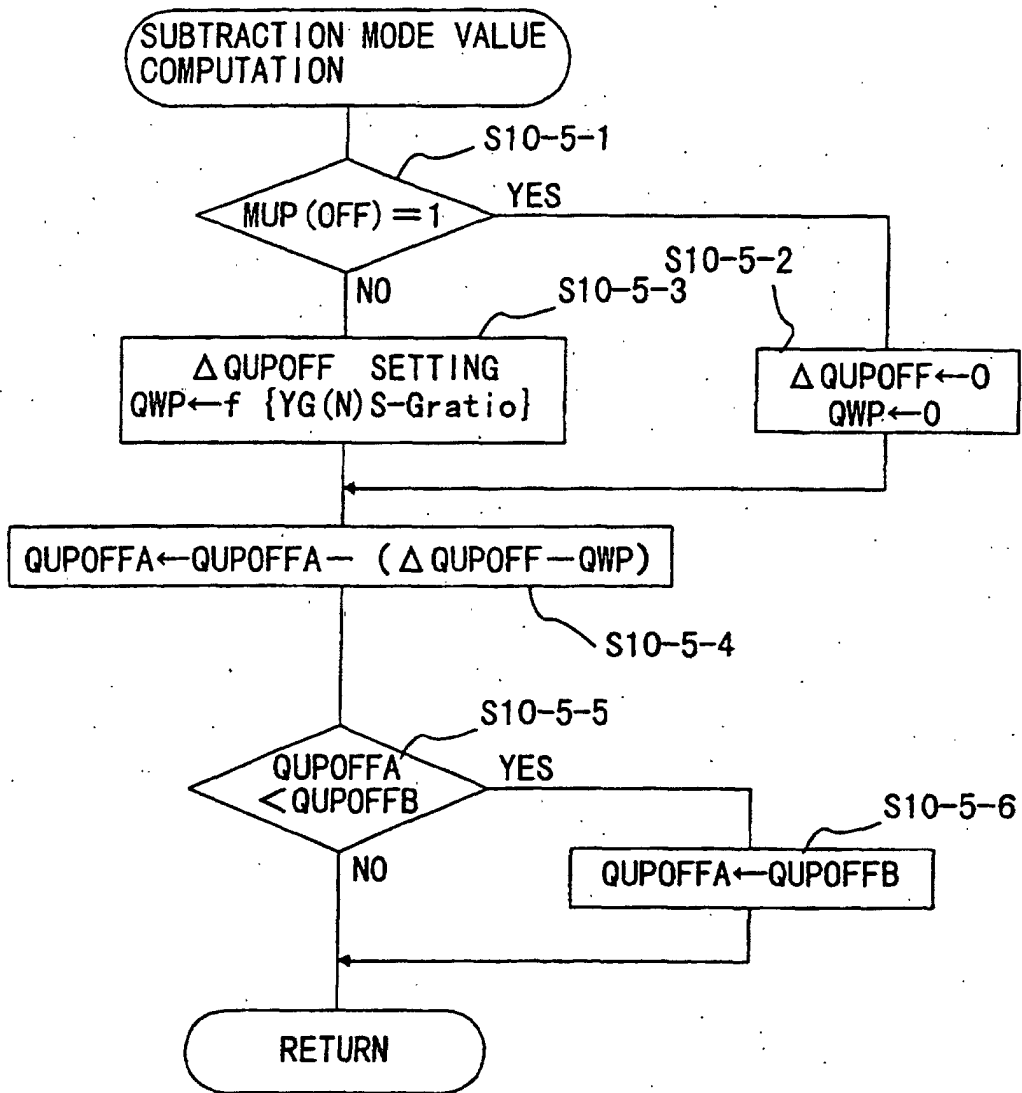 SUBTRACTION MODE VALUE
COMPUTATION
S10-5-1
MUP(OFF)=1
YES
NO
S10-5-2
S10-5-3
ΔQUPOFF SETTING
QWP←f {YG(N)S-Gratio}
ΔQUPOFF←0
QWP←0
QUPOFFA←QUPOFFA-(ΔQUPOFF-QWP)
S10-5-4
S10-5-5
QUPOFFA
<QUPOFFB
YES
NO
S10-5-6
QUPOFFA←QUPOFFB
RETURN